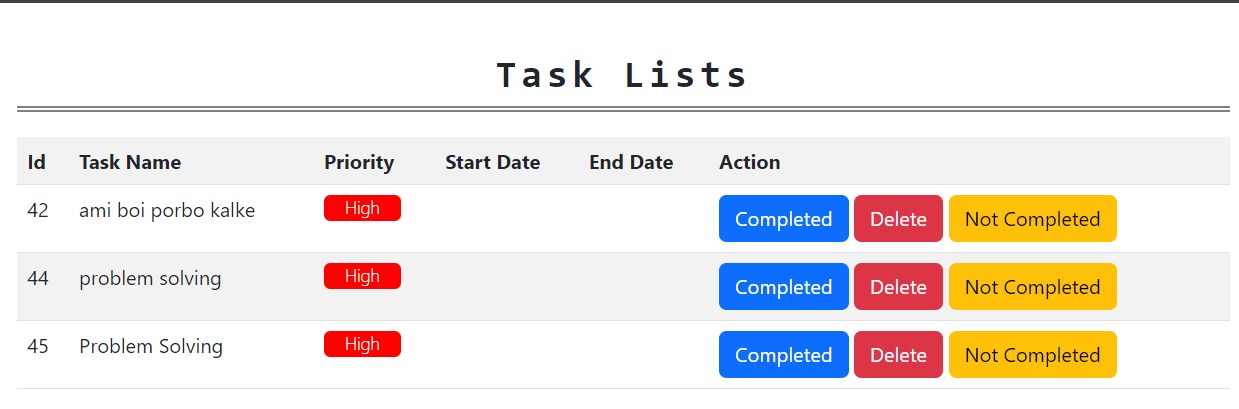 Task Lists
Id Task Name Priority Start Date End Date Action
42 ami boi porbo kalke High Completed Delete Not Completed
44 problem solving High Completed Delete Not Completed
45 Problem Solving High Completed Delete Not Completed